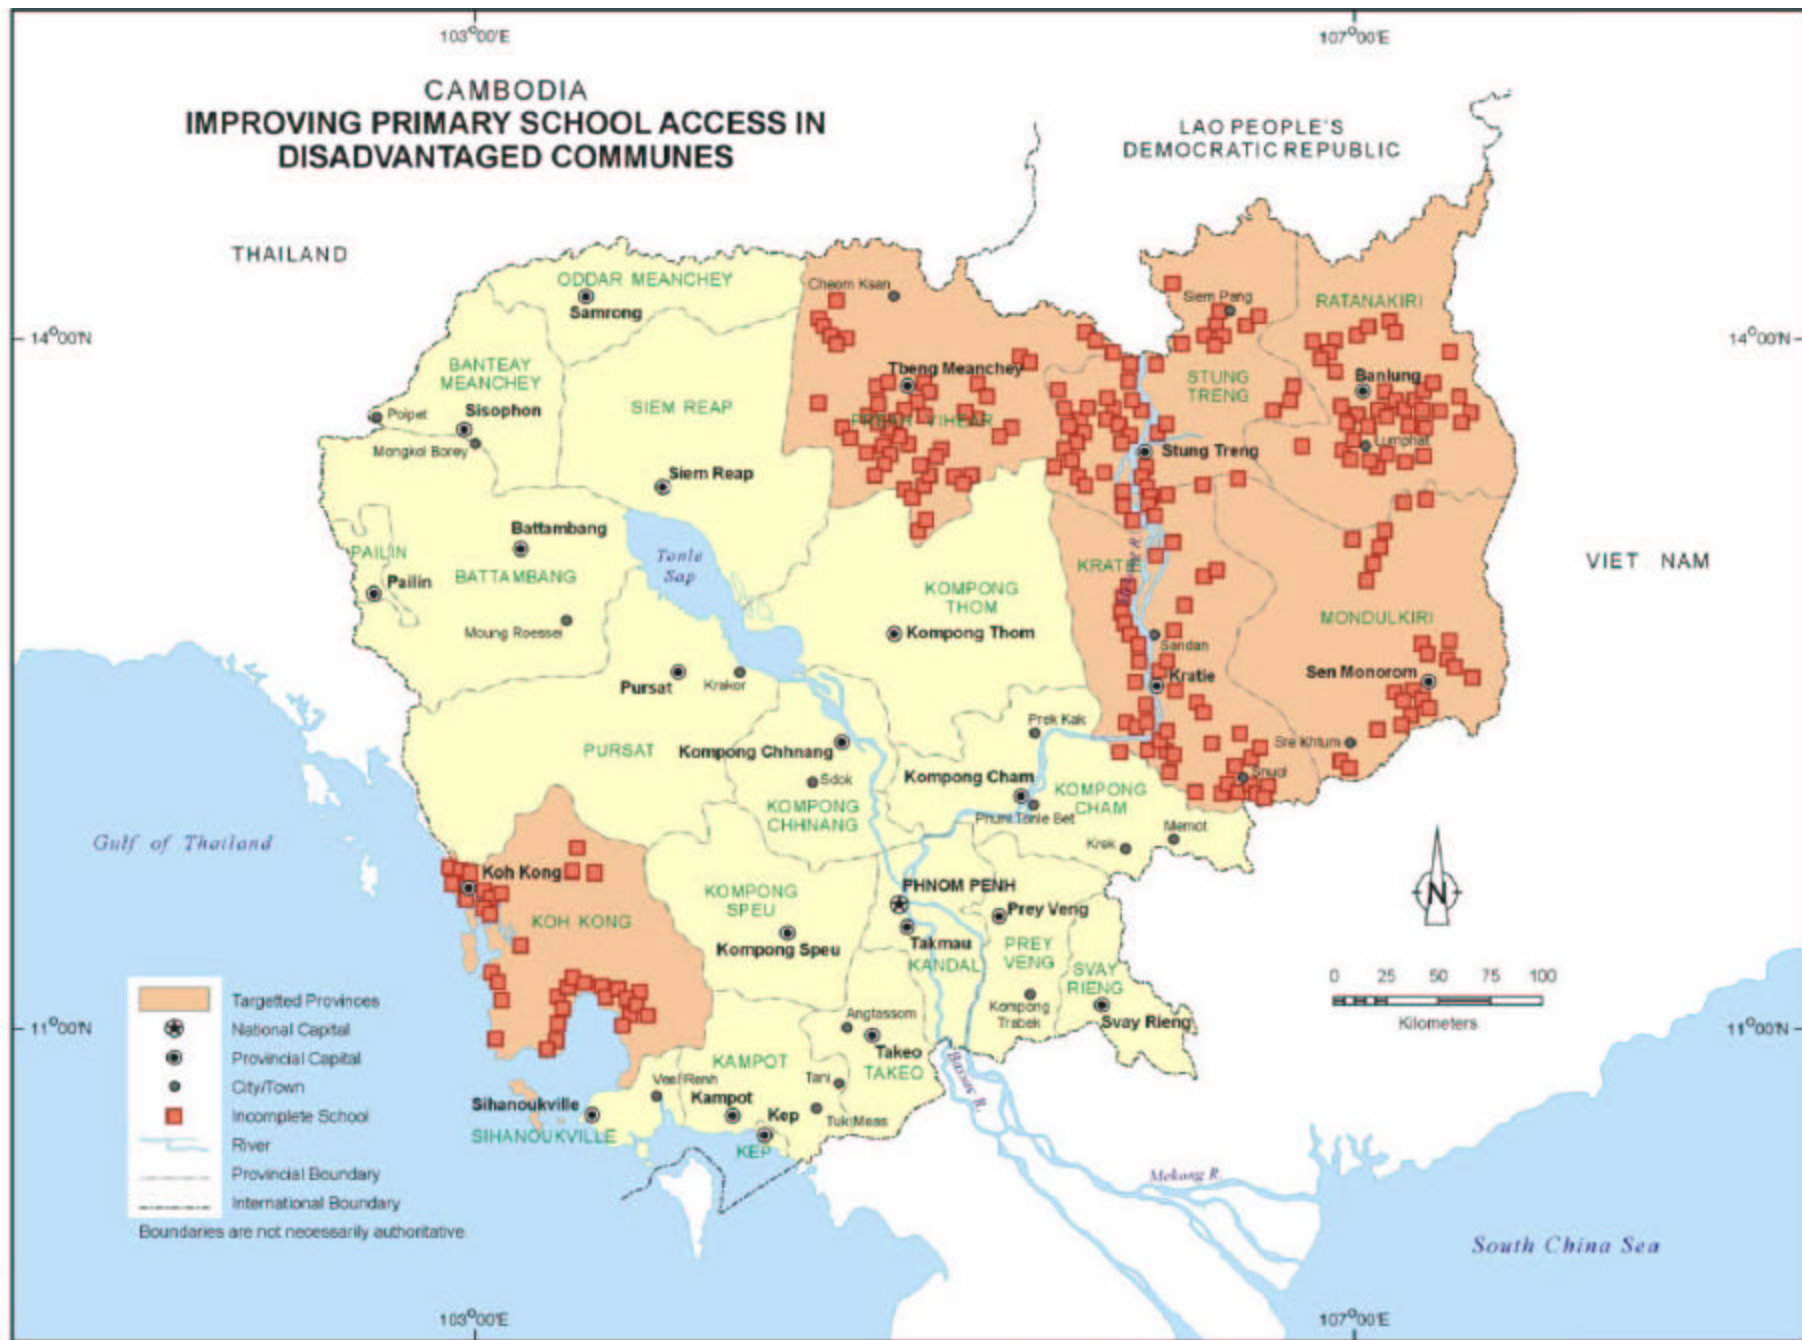 103°00'E
107°00'E
CAMBODIA
IMPROVING PRIMARY SCHOOL ACCESS IN
DISADVANTAGED COMMUNES
LAO PEOPLE'S
DEMOCRATIC REPUBLIC
THAILAND
ODDAR MEANCHEY
Samrong
Cheom Ksan
Siem Pang
RATANAKIRI
14°00'N
14°00'N
BANTEAY
MEANCHEY
Tbeng Meanchey
STUNG
TRENG
Banlung
Poipet
Sisophon
SIEM REAP
PREAH VIHEAR
Mongkol Borey
Lumphat
Stung Treng
Siem Reap
Battambang
Tonle
Sap
PAILIN
Pailin
BATTAMBANG
KOMPONG
THOM
KRATIE
VIET NAM
Moung Roessei
Kompong Thom
MONDULKIRI
Sandan
Pursat
Krakor
Kratie
Sen Monorom
Prek Kak
PURSAT
Kompong Chhnang
Sre Khtum
Sdok
Kompong Cham
Snuol
KOMPONG
CHHNANG
KOMPONG
CHAM
Phum Tonle Bet
Memot
Krek
Gulf of Thailand
Koh Kong
KOMPONG
SPEU
PHNOM PENH
N
KOH KONG
Prey Veng
Kompong Speu
Takmau
KANDAL
PREY
VENG
SVAY
RIENG
0 25 50 75 100
Kilometers
Targetted Provinces
National Capital
Provincial Capital
City/Town
Incomplete School
River
Provincial Boundary
International Boundary
Boundaries are not necessarily authoritative.
Kompong
Trabek
Svay Rieng
11°00'N
11°00'N
Angtassom
Takeo
TAKEO
KAMPOT
Tani
Bassac R.
Veal Renh
Sihanoukville
Kampot
Kep
Tuk Meas
SIHANOUKVILLE
KEP
Mekong R.
South China Sea
103°00'E
107°00'E